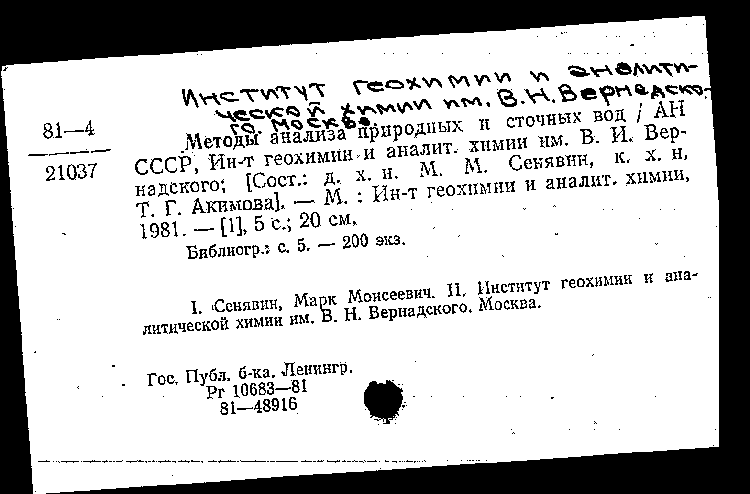 Институт геохимии и аналити-
ческой химии им. В. Н. Вернадско-
го. Москва.
81—4
21037
Методы анализа природных и сточных вод / АН
СССР, Ин-т геохимии и аналит. химии им. В. И. Вер-
надского; [Сост.: д. х. н. М. М. Сенявин, к. х. н,
Т. Г. Акимова]. — М. : Ин-т геохимии и аналит. химии,
1981. — [1], 5 с.; 20 см.
Библиогр.: с. 5. — 200 экз.
I. Сенявин, Марк Моисеевич. II. Институт геохимии и ана-
литической химии им. В. Н. Вернадского. Москва.
Гос. Публ. б-ка. Ленингр.
Рг 10683—81
81—48916